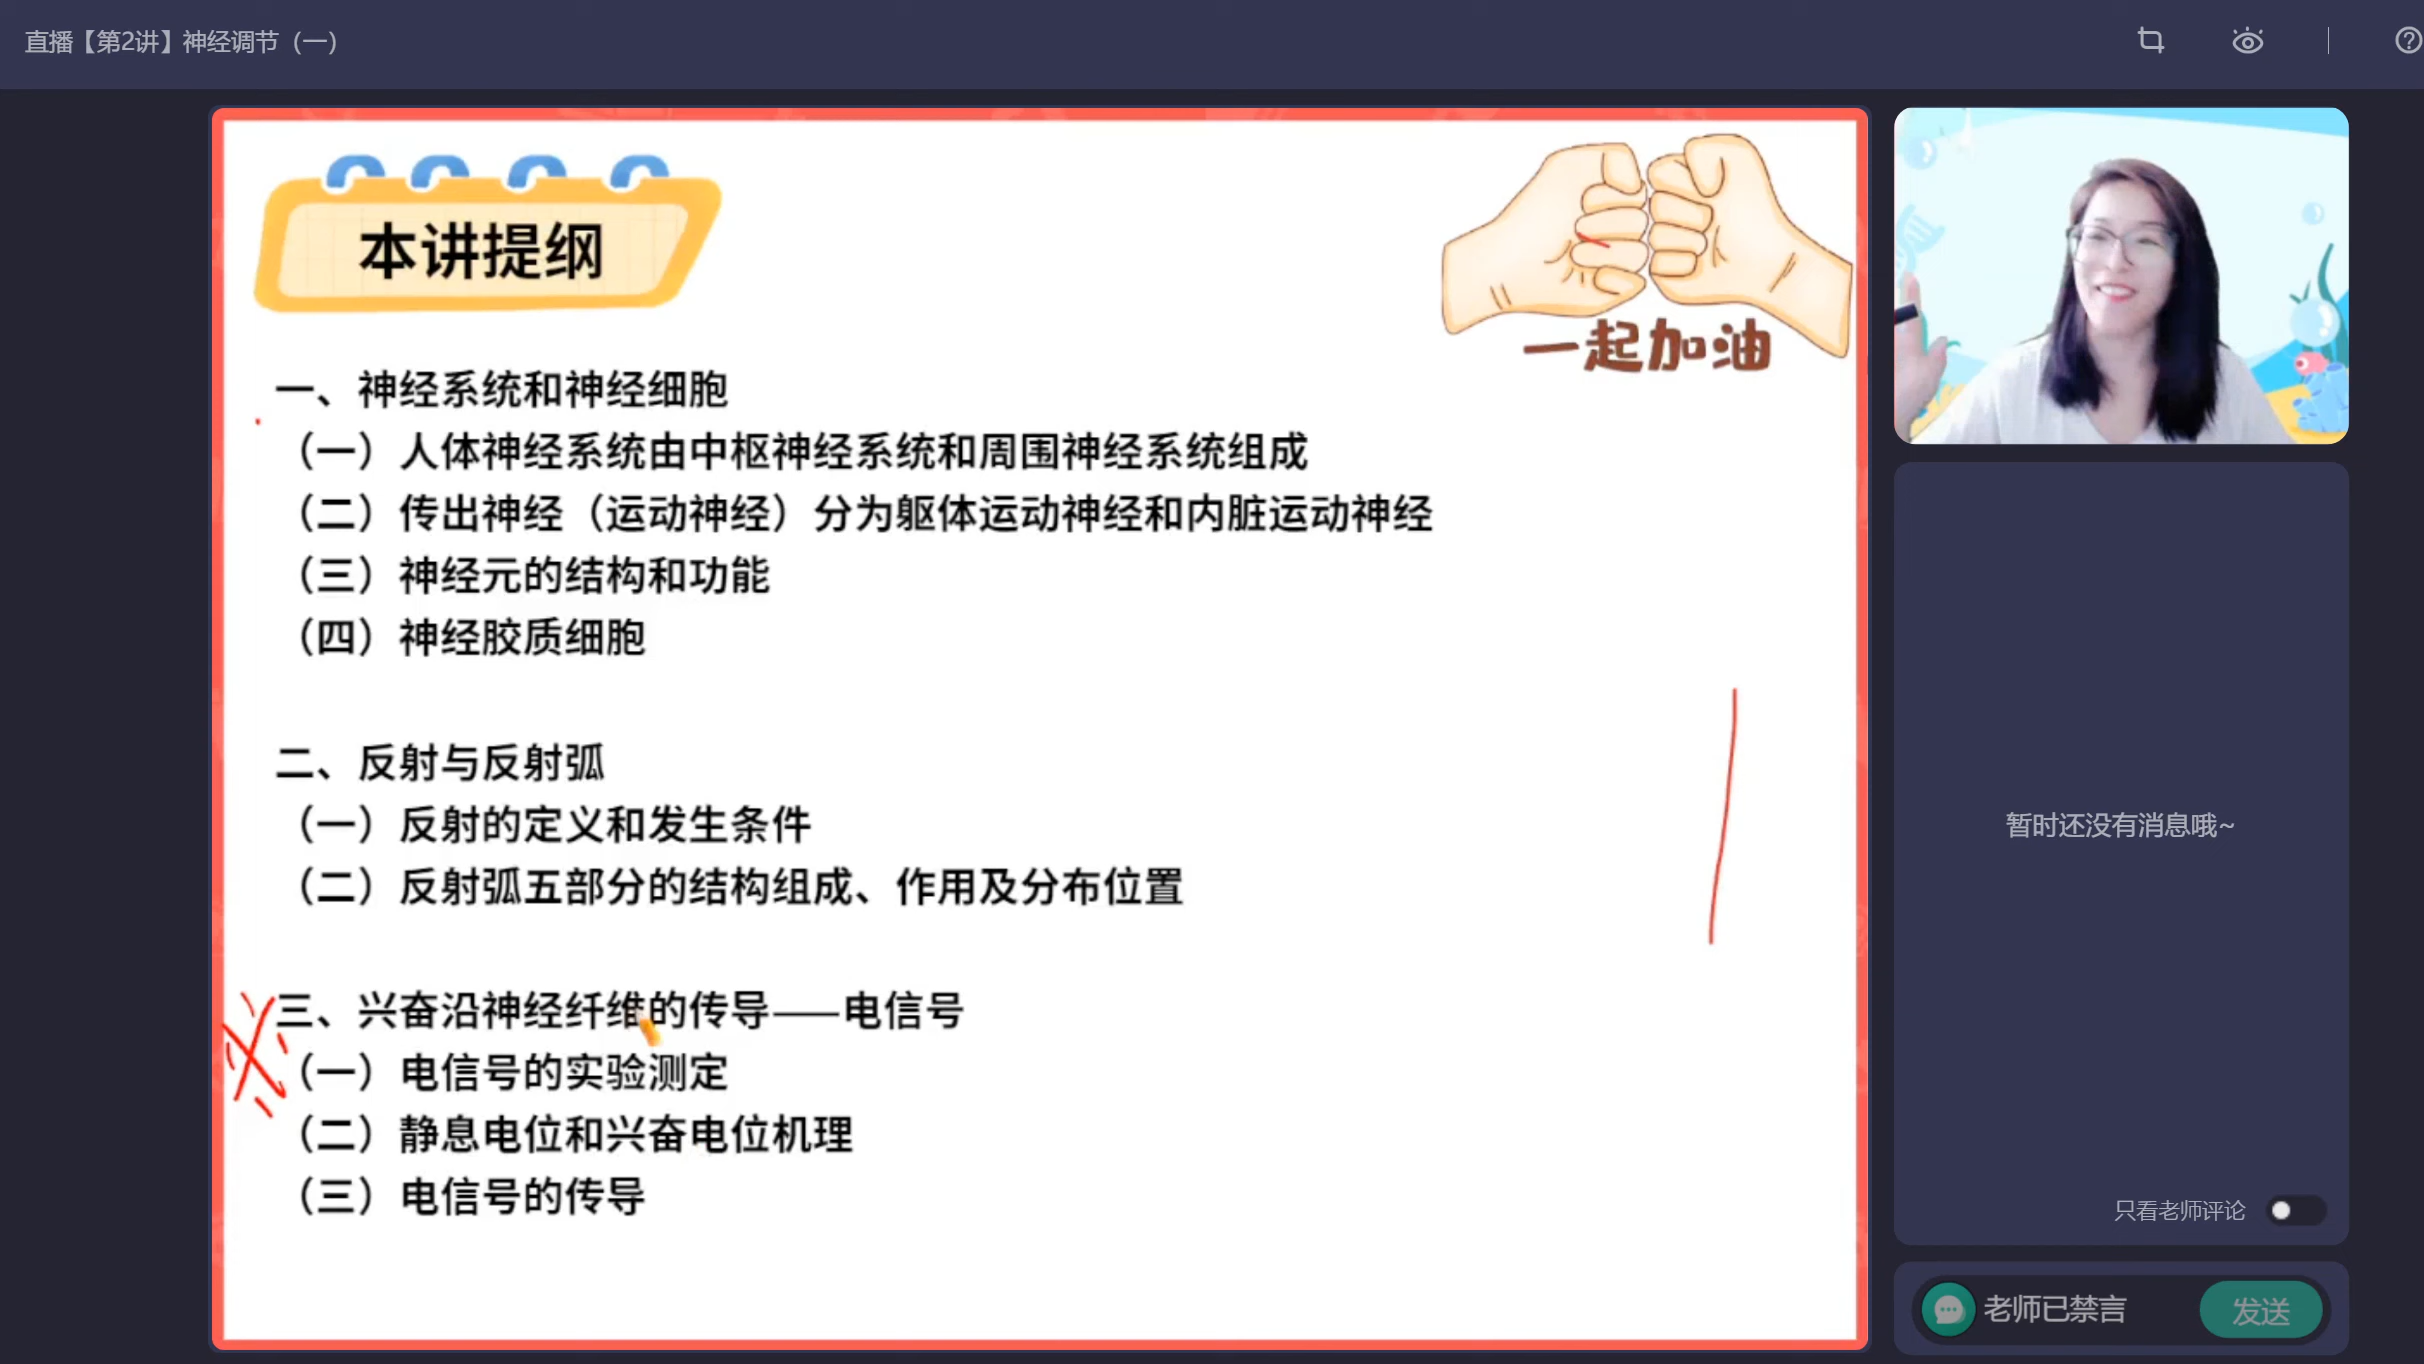 直播【第2讲】神经调节（一）
本讲提纲
一起加油
一、神经系统和神经细胞
（一）人体神经系统由中枢神经系统和周围神经系统组成
（二）传出神经（运动神经）分为躯体运动神经和内脏运动神经
（三）神经元的结构和功能
（四）神经胶质细胞
二、反射与反射弧
（一）反射的定义和发生条件
（二）反射弧五部分的结构组成、作用及分布位置
三、兴奋沿神经纤维的传导——电信号
（一）电信号的实验测定
（二）静息电位和兴奋电位机理
（三）电信号的传导
暂时还没有消息哦~
只看老师评论
老师已禁言
发送